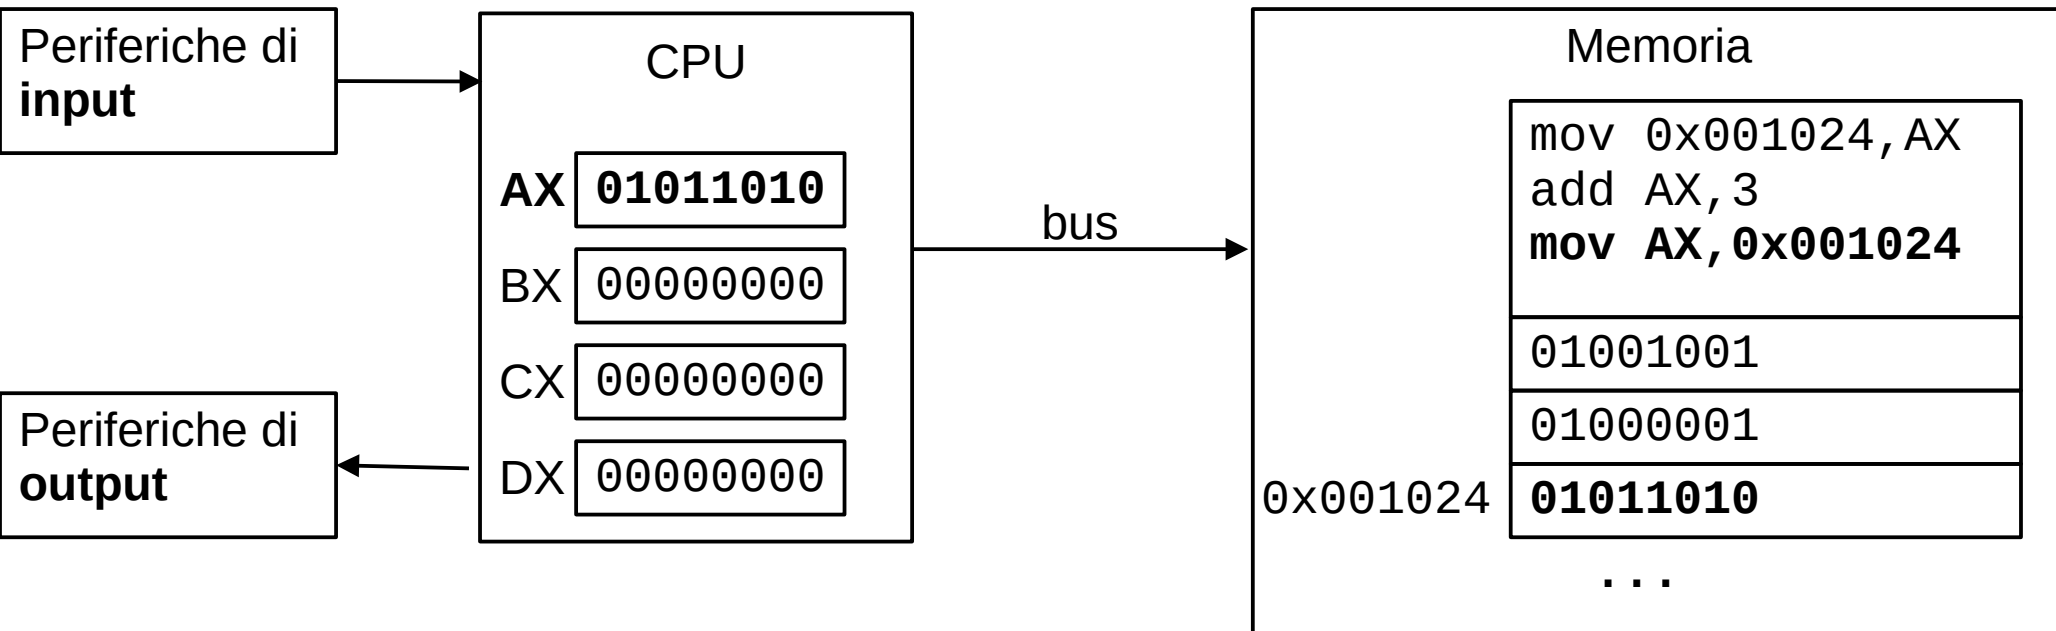 Periferiche di
input
CPU
AX 01011010
BX 00000000
CX 00000000
DX 00000000
Periferiche di
output
bus
Memoria
mov 0x001024,AX
add AX,3
mov AX,0x001024
01001001
01000001
0x001024 01011010
...